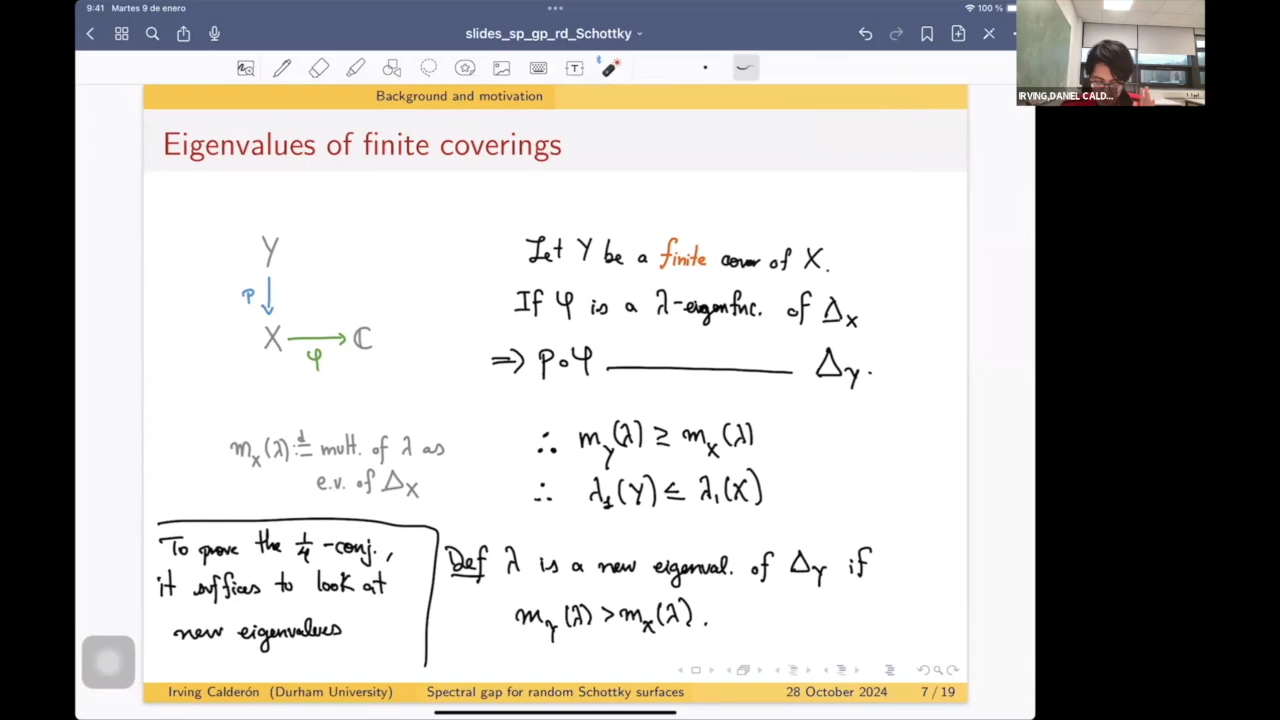 9:41 Martes 9 de enero
100 %
slides_sp_gp_rd_Schottky
IRVING,DANIEL CALD...
Background and motivation
Eigenvalues of finite coverings
Y
p
X
φ
ℂ
Let Y be a finite cover of X.
If φ is a λ-eigenfnc. of Δ_X
⇒ p∘φ ________ Δ_Y.
m_X(λ) := mult. of λ as
e.v. of Δ_X
∴ m_Y(λ) ≥ m_X(λ)
∴ λ_1(Y) ≤ λ_1(X)
To prove the 1/4-conj.,
it suffices to look at
new eigenvalues
Def λ is a new eigenval. of Δ_Y if
m_Y(λ) > m_X(λ).
Irving Calderón (Durham University) Spectral gap for random Schottky surfaces 28 October 2024 7 / 19